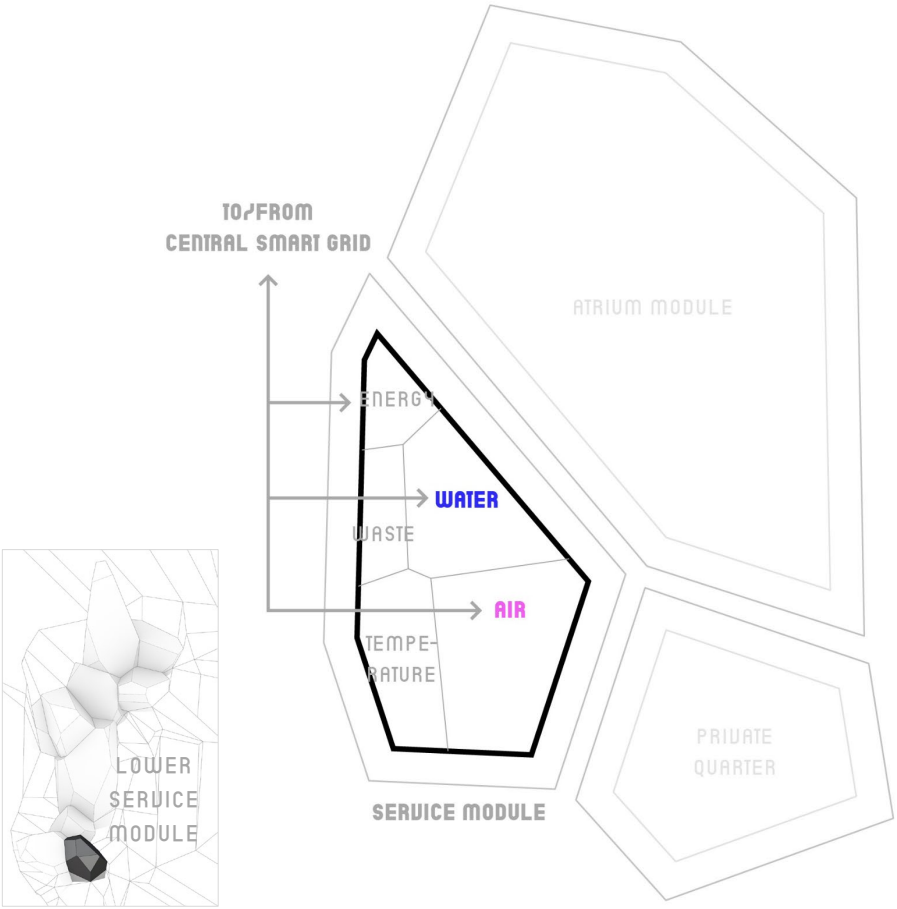 TO/FROM
CENTRAL SMART GRID
ATRIUM MODULE
ENERGY
WATER
WASTE
AIR
TEMPE-
RATURE
PRIVATE
QUARTER
LOWER
SERVICE
MODULE
SERVICE MODULE